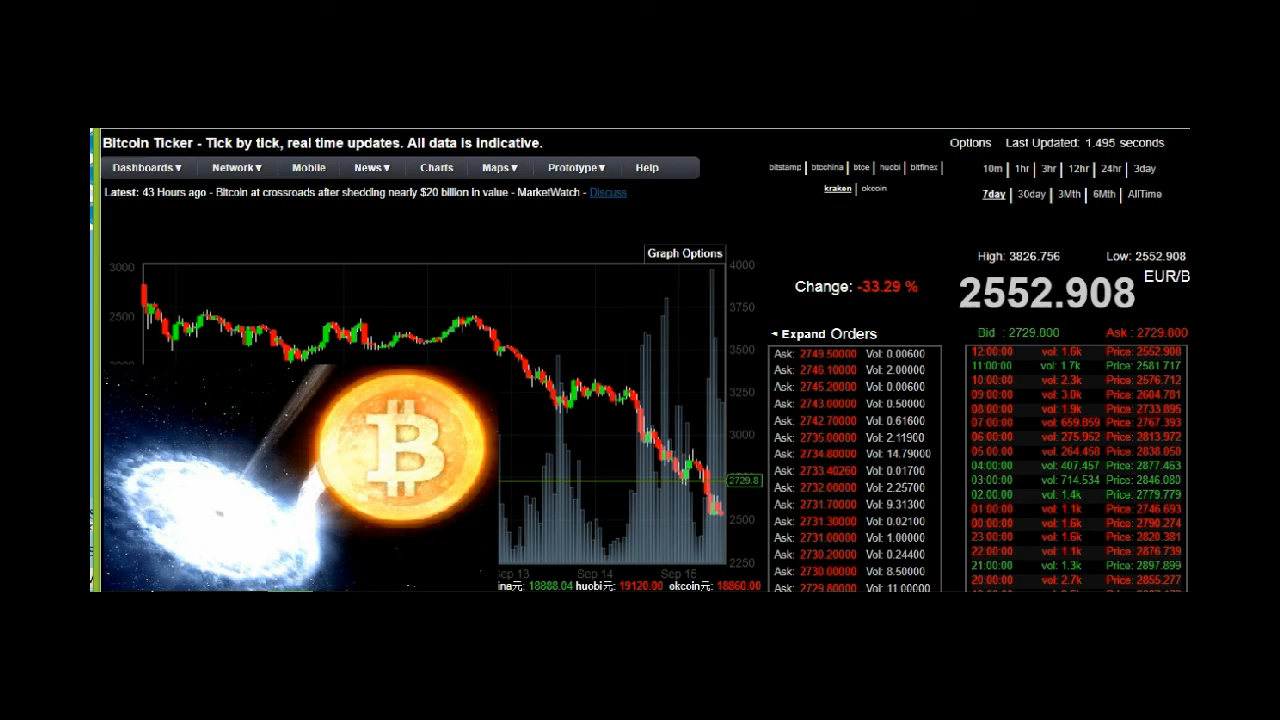 Bitcoin Ticker - Tick by tick, real time updates. All data is indicative.
Options Last Updated: 1.495 seconds
Dashboards▼ Network▼ Mobile News▼ Charts Maps▼ Prototype▼ Help
bitstamp | btcchina | btce | huobi | bitfinex |
kraken | okcoin
10m | 1hr | 3hr | 12hr | 24hr | 3day
7day | 30day | 3Mth | 6Mth | AllTime
Latest: 43 Hours ago - Bitcoin at crossroads after shedding nearly $20 billion in value - MarketWatch - Discuss
Graph Options
3000
2500
4000
3750
3500
3250
3000
2729.8
2500
2250
Sep 14
Sep 15
18888.04 huobi元: 19120.00 okcoin元: 18860.00
Change: -33.29 %
High: 3826.756 Low: 2552.908
2552.908 EUR/B
Bid : 2729.800 Ask : 2729.800
◄ Expand Orders
Ask: 2749.50000 Vol: 0.00600
Ask: 2746.10000 Vol: 2.00000
Ask: 2745.20000 Vol: 0.00600
Ask: 2743.00000 Vol: 0.50000
Ask: 2742.70000 Vol: 0.61600
Ask: 2735.00000 Vol: 2.11900
Ask: 2734.80000 Vol: 14.79000
Ask: 2733.40260 Vol: 0.01700
Ask: 2732.00000 Vol: 2.25700
Ask: 2731.70000 Vol: 9.31300
Ask: 2731.30000 Vol: 0.02100
Ask: 2731.00000 Vol: 1.00000
Ask: 2730.20000 Vol: 0.24400
Ask: 2730.00000 Vol: 8.50000
Ask: 2729.80000 Vol: 11.00000
12:00:00 vol: 1.6k Price: 2552.908
11:00:00 vol: 1.7k Price: 2581.717
10:00:00 vol: 2.3k Price: 2576.712
09:00:00 vol: 3.0k Price: 2604.781
08:00:00 vol: 1.9k Price: 2733.895
07:00:00 vol: 659.859 Price: 2767.393
06:00:00 vol: 275.952 Price: 2813.972
05:00:00 vol: 264.458 Price: 2838.050
04:00:00 vol: 407.457 Price: 2877.463
03:00:00 vol: 714.534 Price: 2846.080
02:00:00 vol: 1.4k Price: 2779.779
01:00:00 vol: 1.1k Price: 2746.693
00:00:00 vol: 1.6k Price: 2790.274
23:00:00 vol: 1.6k Price: 2820.381
22:00:00 vol: 1.1k Price: 2876.739
21:00:00 vol: 1.3k Price: 2897.899
20:00:00 vol: 2.7k Price: 2855.277